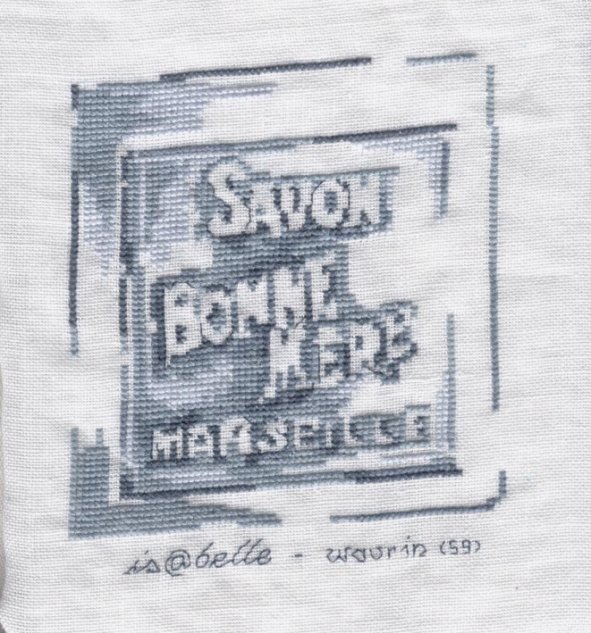 SAVON
BONNE
MERE
MARSEILLE
is@belle - wavrin (59)